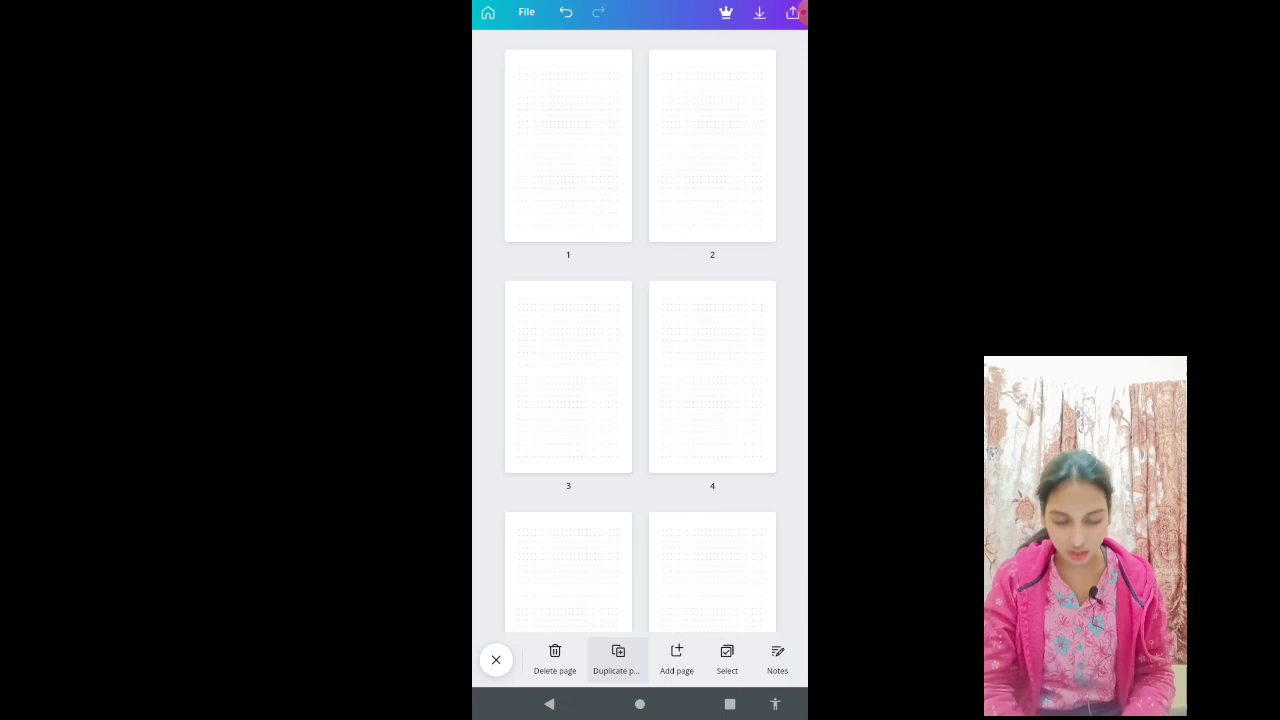 File
1
2
3
4
Delete page
Duplicate p...
Add page
Select
Notes